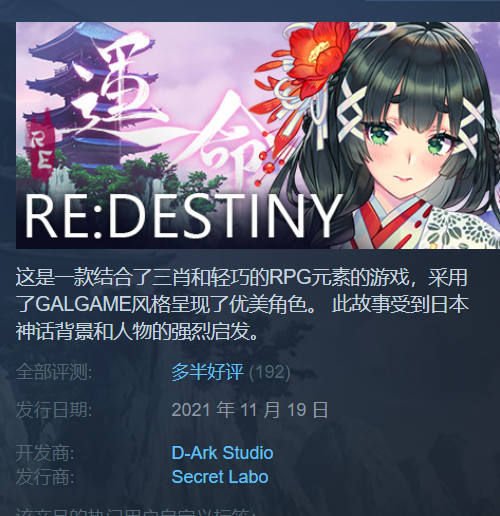 運命
RE
RE:DESTINY
这是一款结合了三肖和轻巧的RPG元素的游戏，采用
了GALGAME风格呈现了优美角色。 此故事受到日本
神话背景和人物的强烈启发。
全部评测: 多半好评 (192)
发行日期: 2021 年 11 月 19 日
开发商: D-Ark Studio
发行商: Secret Labo